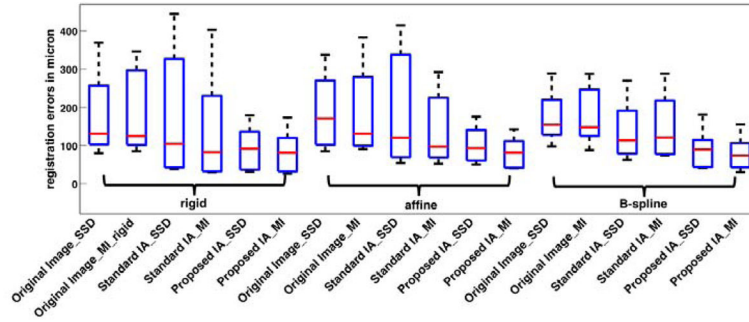 registration errors in micron
400
300
200
100
0
rigid
affine
B-spline
Original Image_SSD
Original Image_MI_rigid
Standard IA_SSD
Standard IA_MI
Proposed IA_SSD
Proposed IA_MI
Original Image_SSD
Original Image_MI
Standard IA_SSD
Standard IA_MI
Proposed IA_SSD
Proposed IA_MI
Original Image_SSD
Original Image_MI
Standard IA_SSD
Standard IA_MI
Proposed IA_SSD
Proposed IA_MI